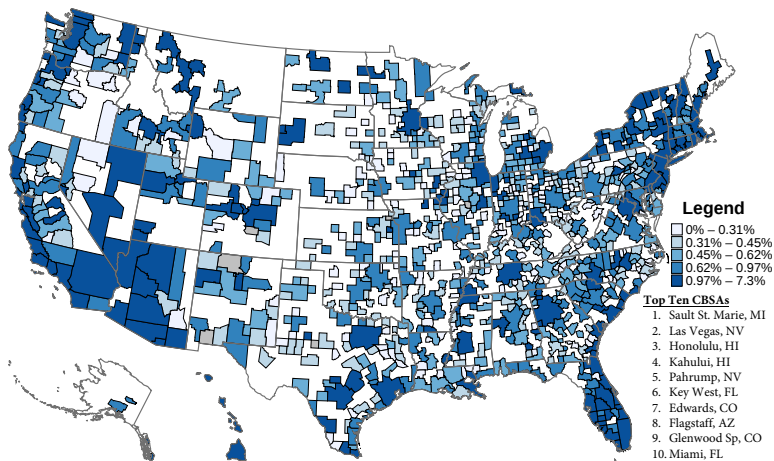 Legend
0% – 0.31%
0.31% – 0.45%
0.45% – 0.62%
0.62% – 0.97%
0.97% – 7.3%
Top Ten CBSAs
1. Sault St. Marie, MI
2. Las Vegas, NV
3. Honolulu, HI
4. Kahului, HI
5. Pahrump, NV
6. Key West, FL
7. Edwards, CO
8. Flagstaff, AZ
9. Glenwood Sp, CO
10. Miami, FL